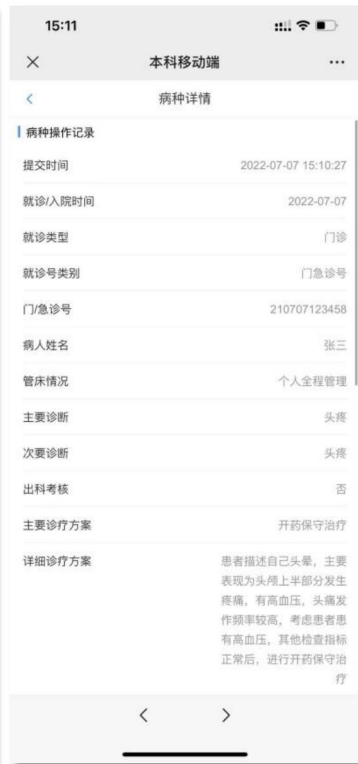 15:11
本科移动端
病种详情
病种操作记录
提交时间 2022-07-07 15:10:27
就诊/入院时间 2022-07-07
就诊类型 门诊
就诊号类别 门急诊号
门/急诊号 210707123458
病人姓名 张三
管床情况 个人全程管理
主要诊断 头疼
次要诊断 头疼
出科考核 否
主要诊疗方案 开药保守治疗
详细诊疗方案 患者描述自己头晕，主要
表现为头颅上半部分发生
疼痛，有高血压，头痛发
作频率较高，考虑患者患
有高血压，其他检查指标
正常后，进行开药保守治
疗